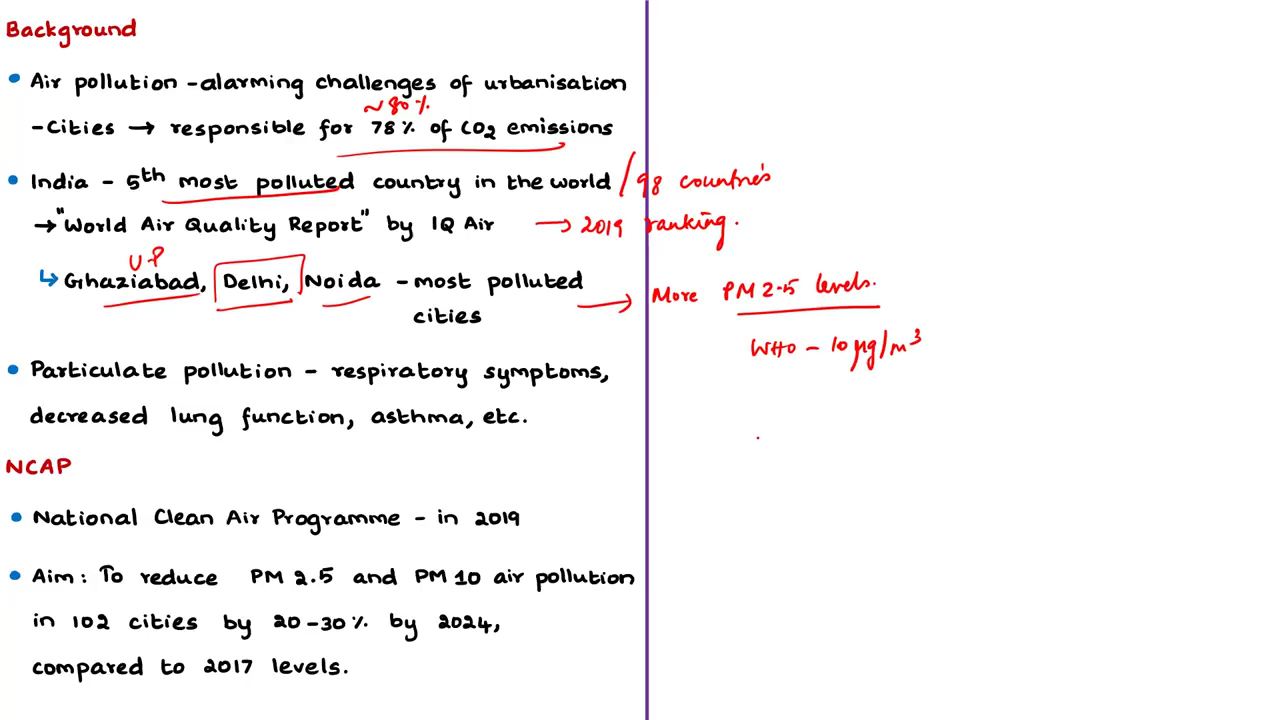 Background
• Air pollution - alarming challenges of urbanisation
~ 80%
- Cities → responsible for 78% of CO2 emissions
• India - 5th most polluted country in the world / 98 countries
→ "World Air Quality Report" by IQ Air → 2019 ranking.
UP
↳ Ghaziabad, Delhi, Noida - most polluted
cities
→ More PM 2.5 levels.
WHO - 10 µg/m³
• Particulate pollution - respiratory symptoms,
decreased lung function, asthma, etc.
NCAP
• National Clean Air Programme - in 2019
• Aim: To reduce PM 2.5 and PM 10 air pollution
in 102 cities by 20-30% by 2024,
compared to 2017 levels.